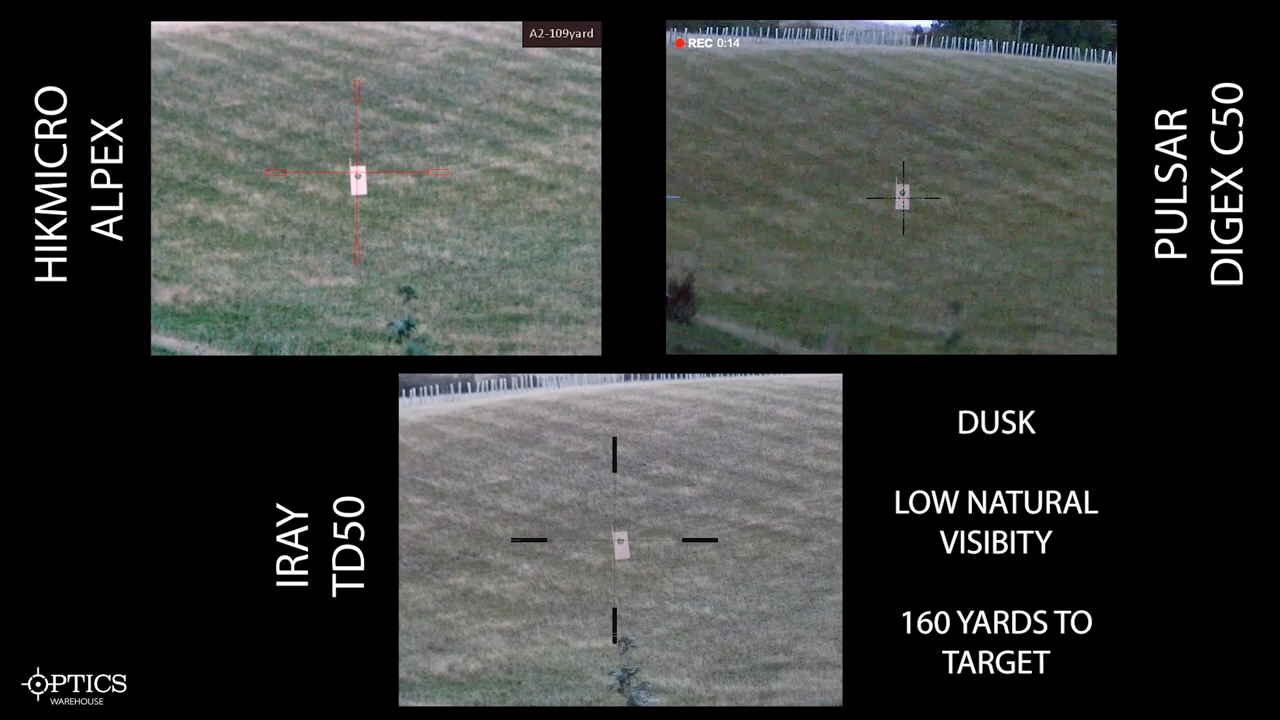 HIKMICRO
ALPEX
A2-109yard
REC 0:14
PULSAR
DIGEX C50
IRAY
TD50
DUSK
LOW NATURAL
VISIBITY
160 YARDS TO
TARGET
OPTICS
WAREHOUSE